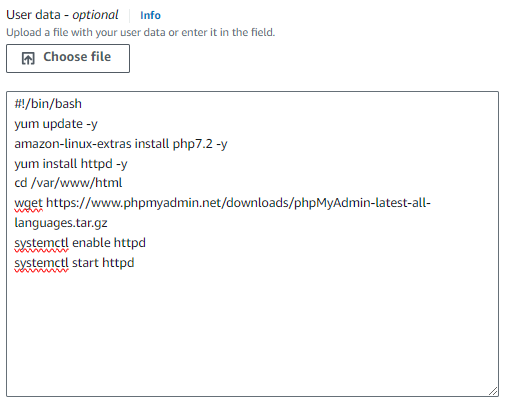 User data - optional Info
Upload a file with your user data or enter it in the field.
Choose file
#!/bin/bash
yum update -y
amazon-linux-extras install php7.2 -y
yum install httpd -y
cd /var/www/html
wget https://www.phpmyadmin.net/downloads/phpMyAdmin-latest-all-
languages.tar.gz
systemctl enable httpd
systemctl start httpd